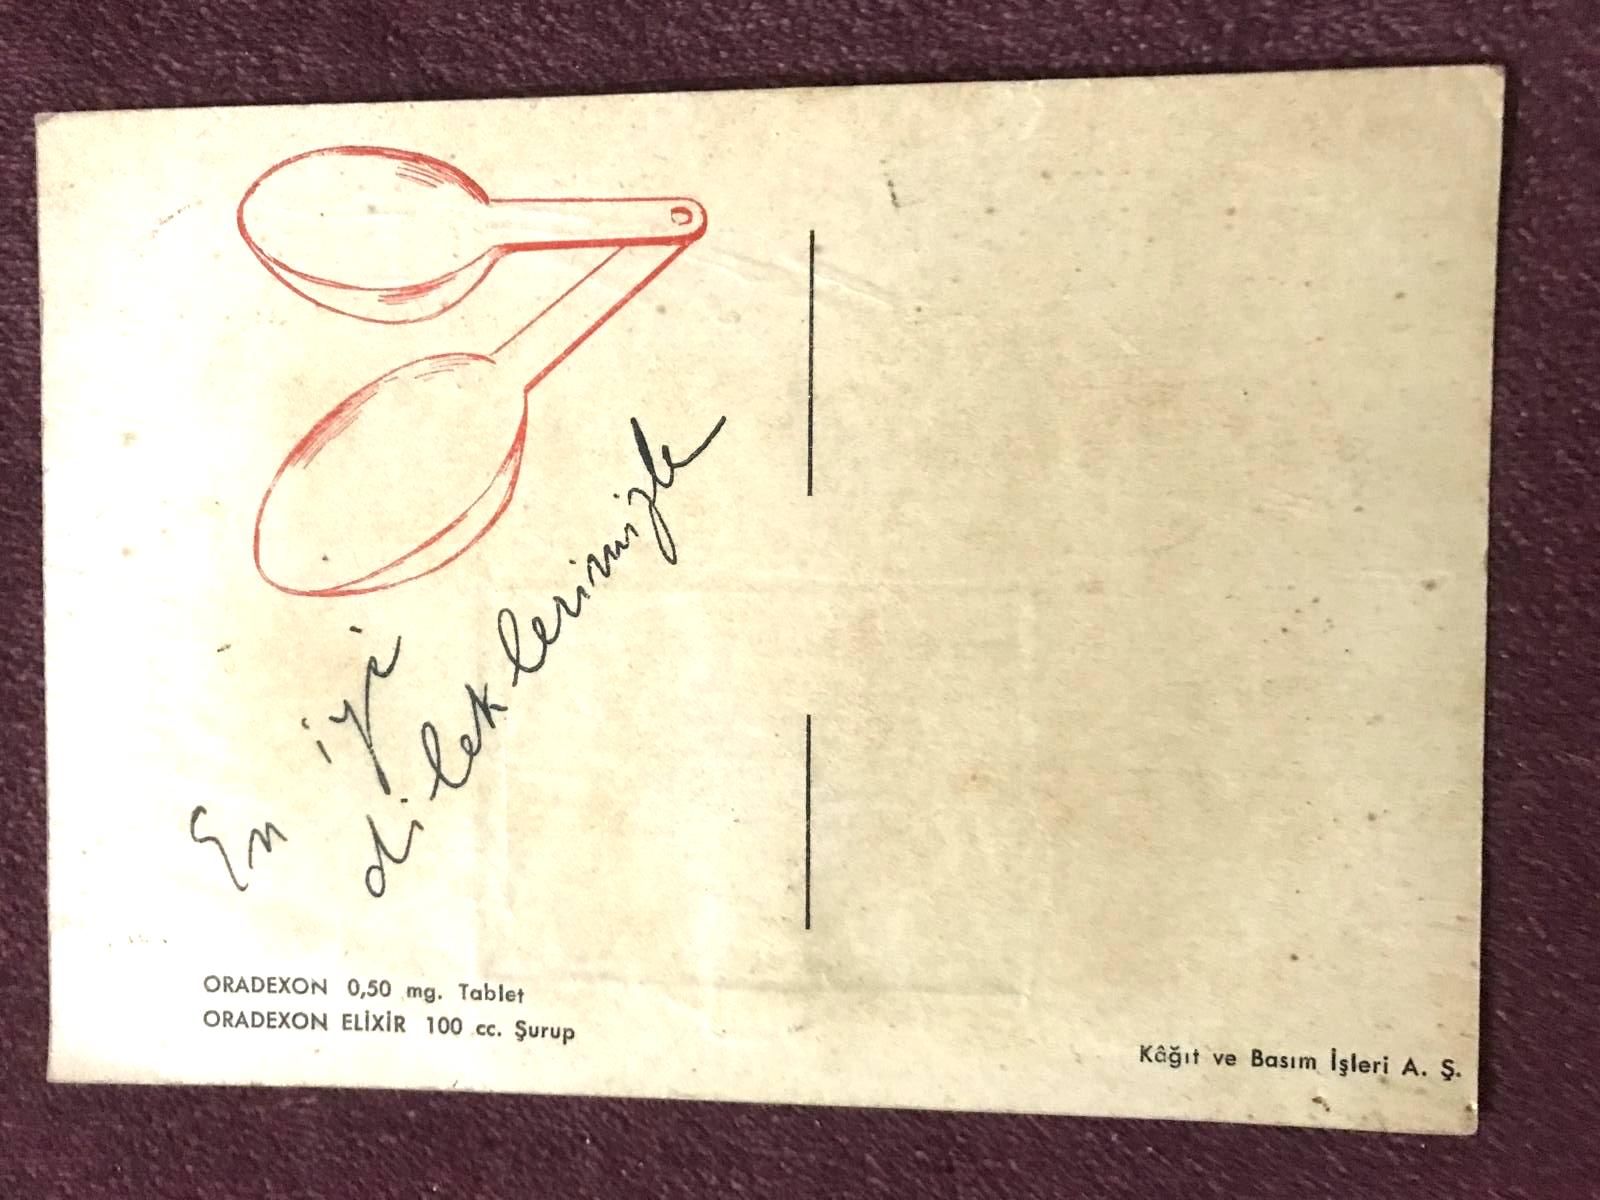 En iyi
dileklerimizle
ORADEXON 0,50 mg. Tablet
ORADEXON ELİXİR 100 cc. Şurup
Kâğıt ve Basım İşleri A. Ş.